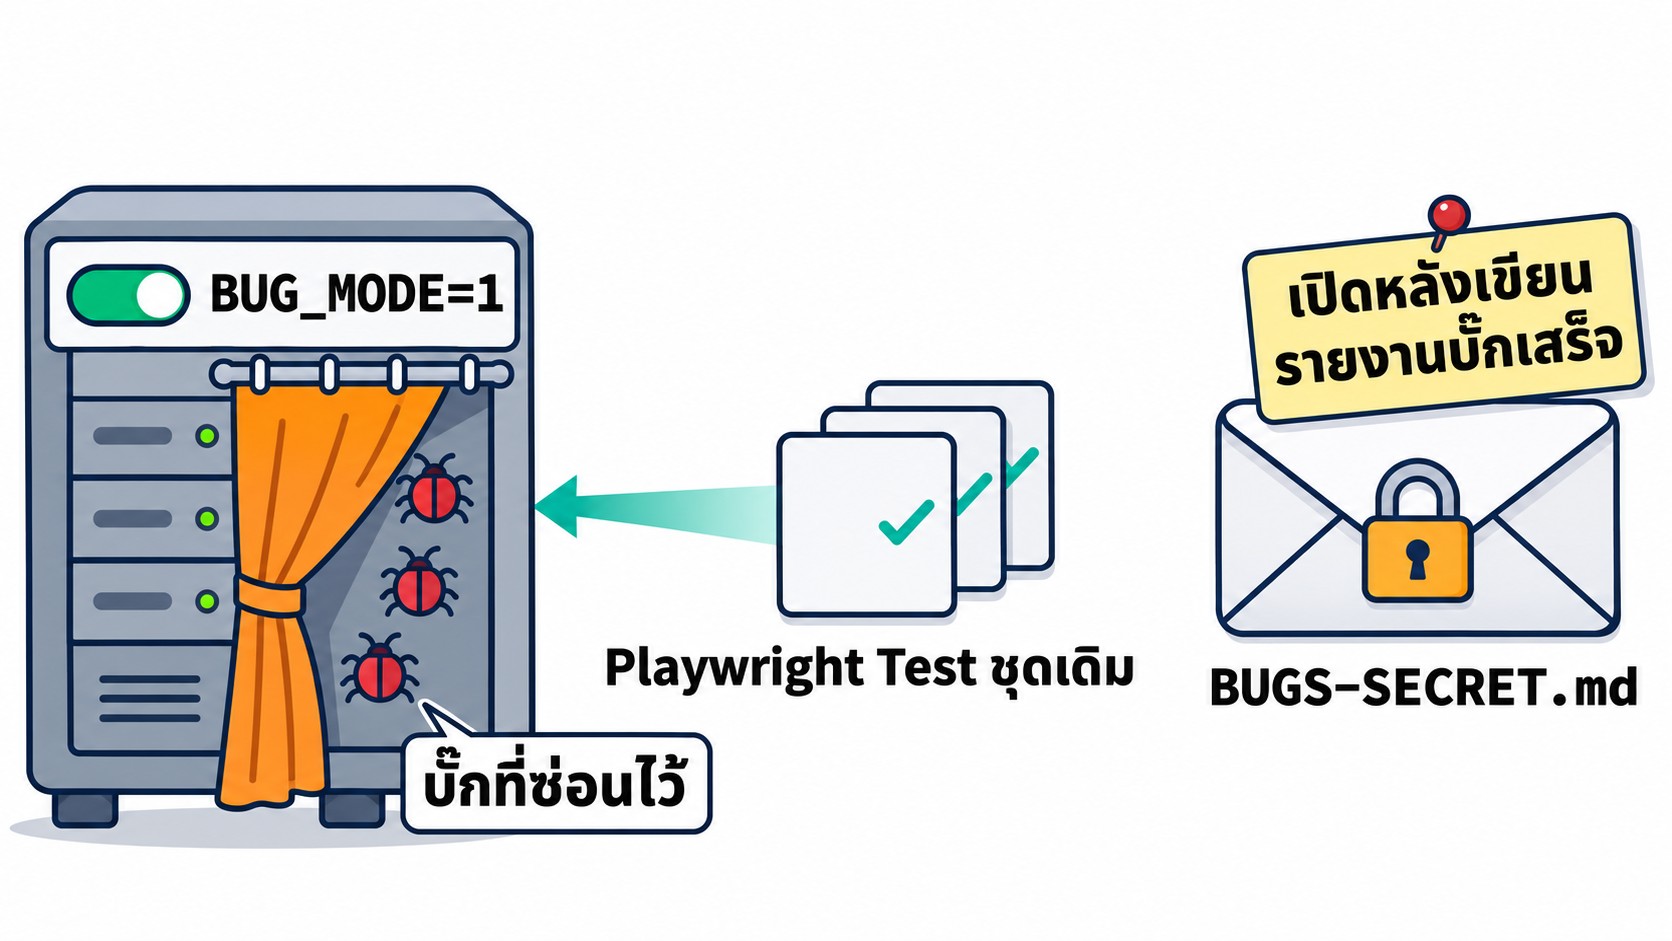 BUG_MODE=1
บั๊กที่ซ่อนไว้
Playwright Test ชุดเดิม
เปิดหลังเขียน
รายงานบั๊กเสร็จ
BUGS-SECRET.md